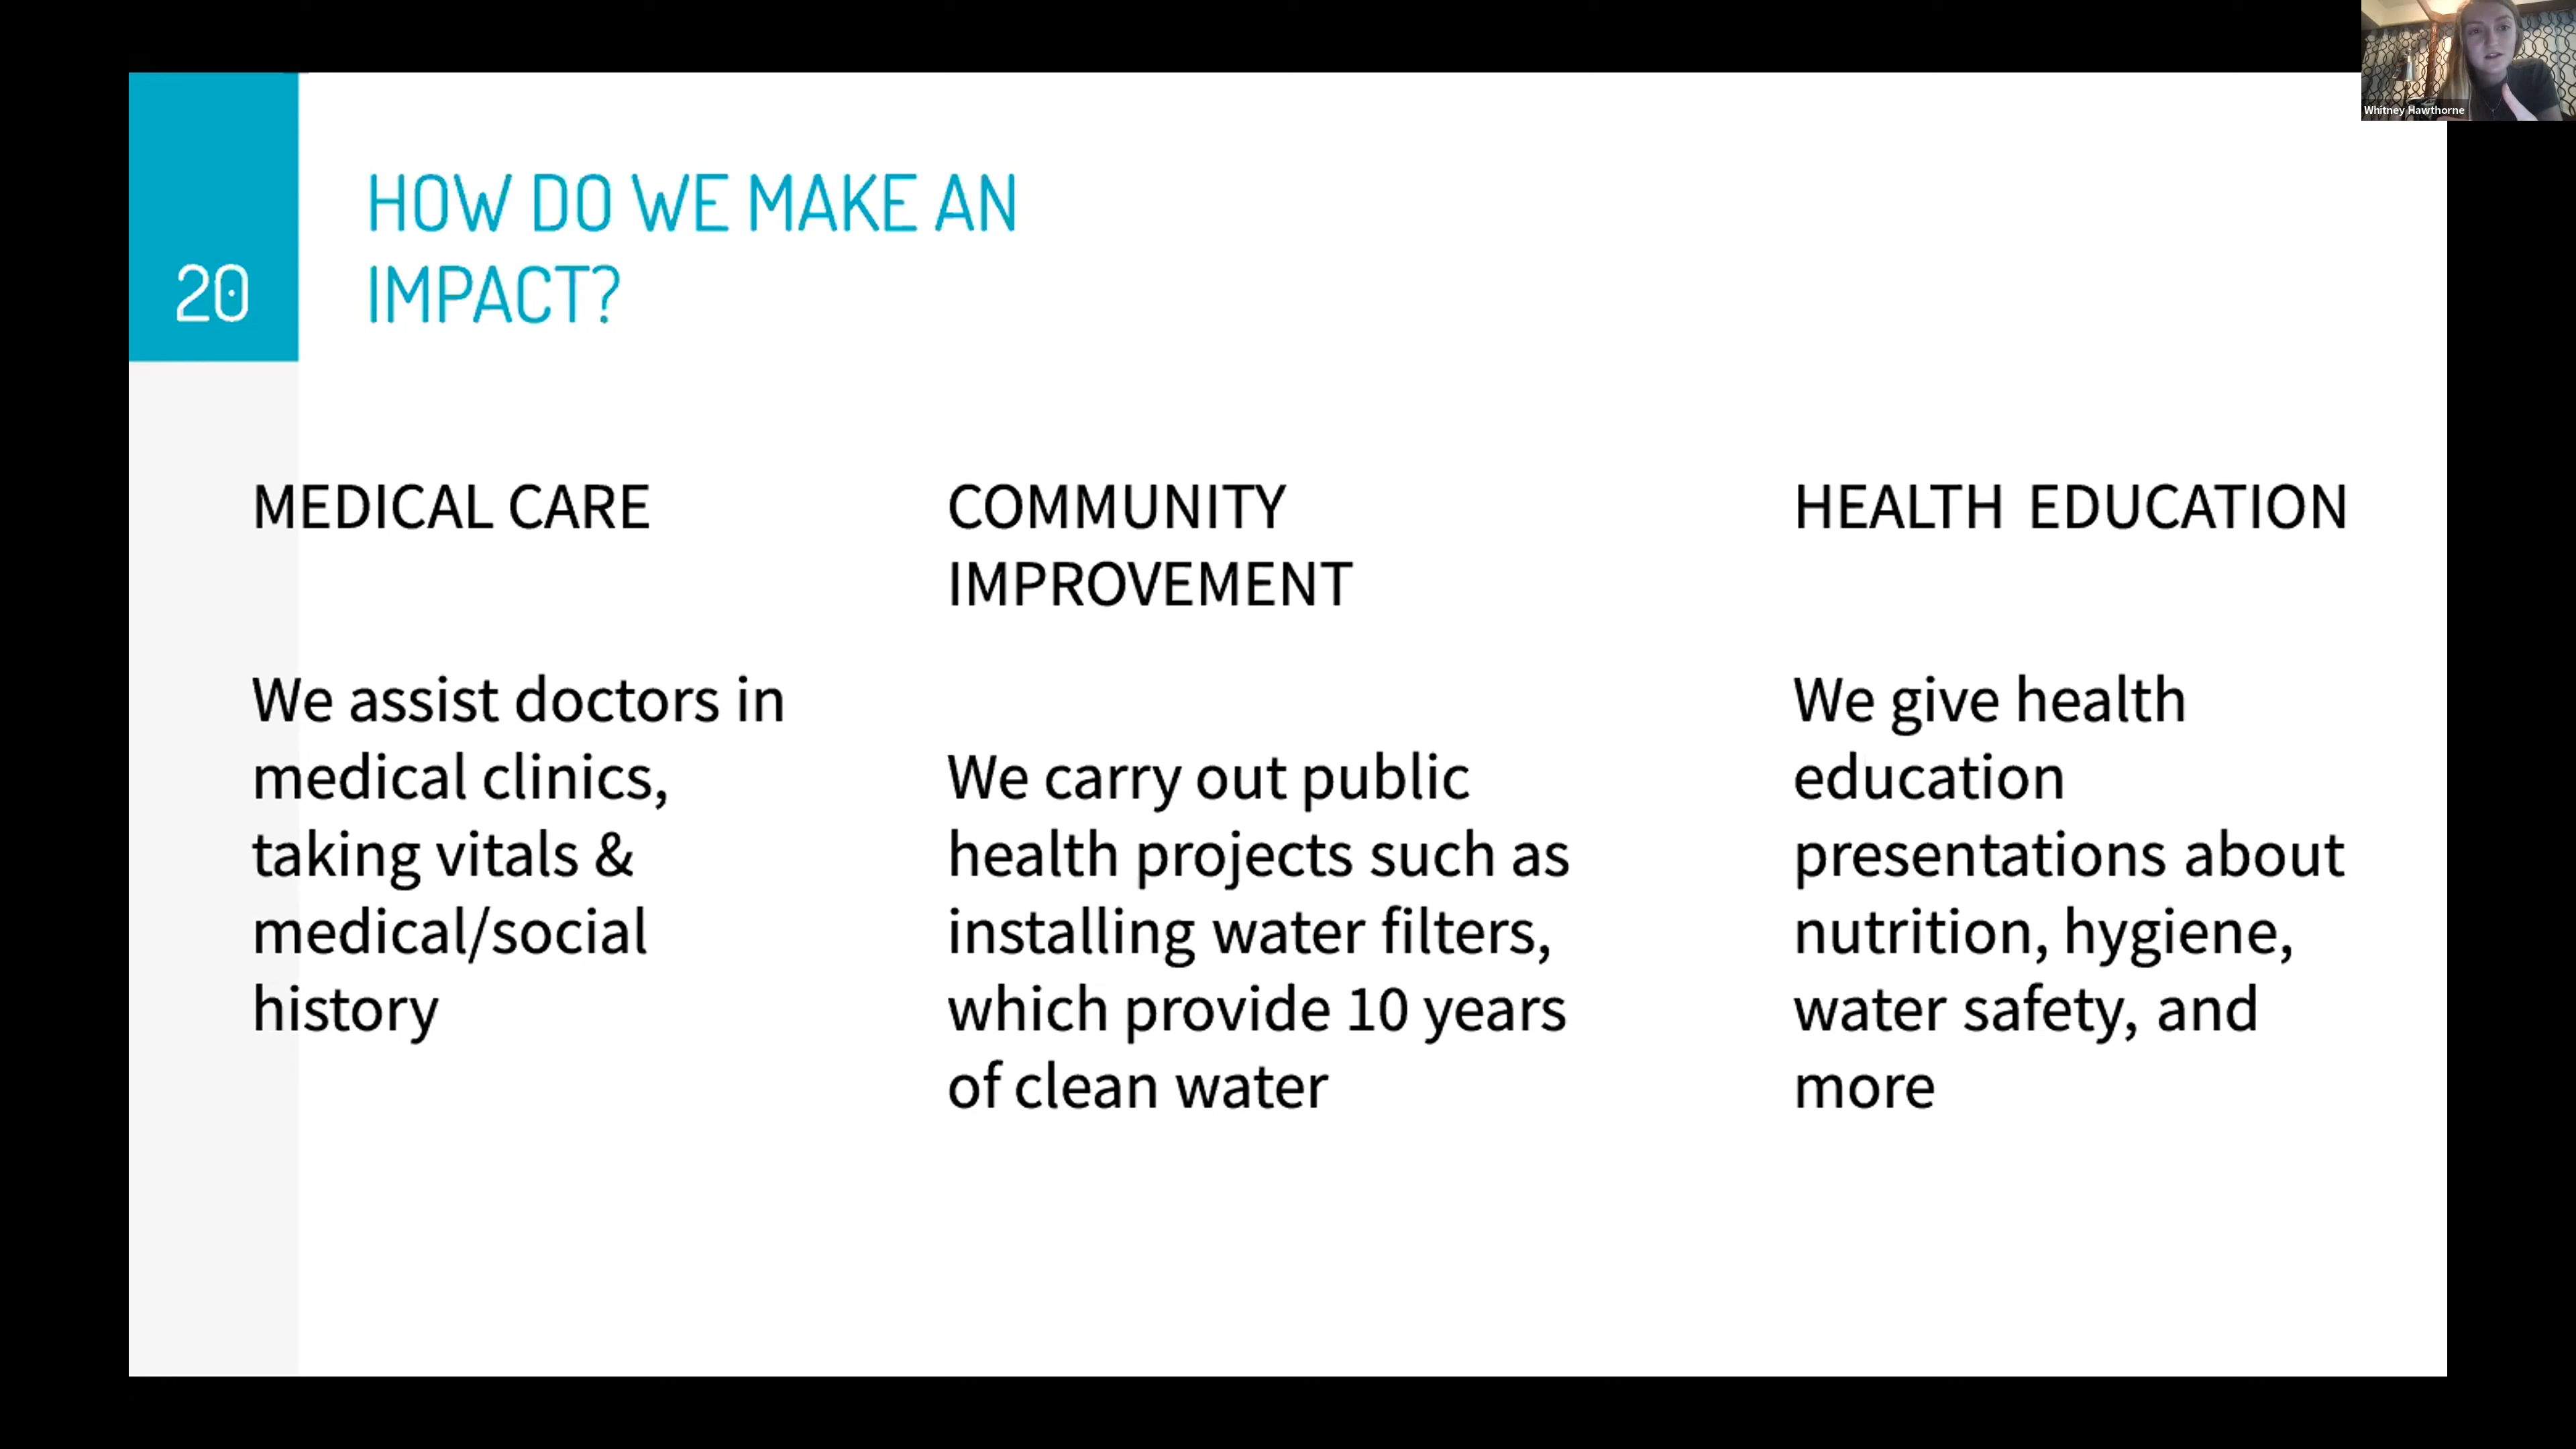 Whitney Hawthorne
20
HOW DO WE MAKE AN
IMPACT?
MEDICAL CARE
We assist doctors in
medical clinics,
taking vitals &
medical/social
history
COMMUNITY
IMPROVEMENT
We carry out public
health projects such as
installing water filters,
which provide 10 years
of clean water
HEALTH EDUCATION
We give health
education
presentations about
nutrition, hygiene,
water safety, and
more